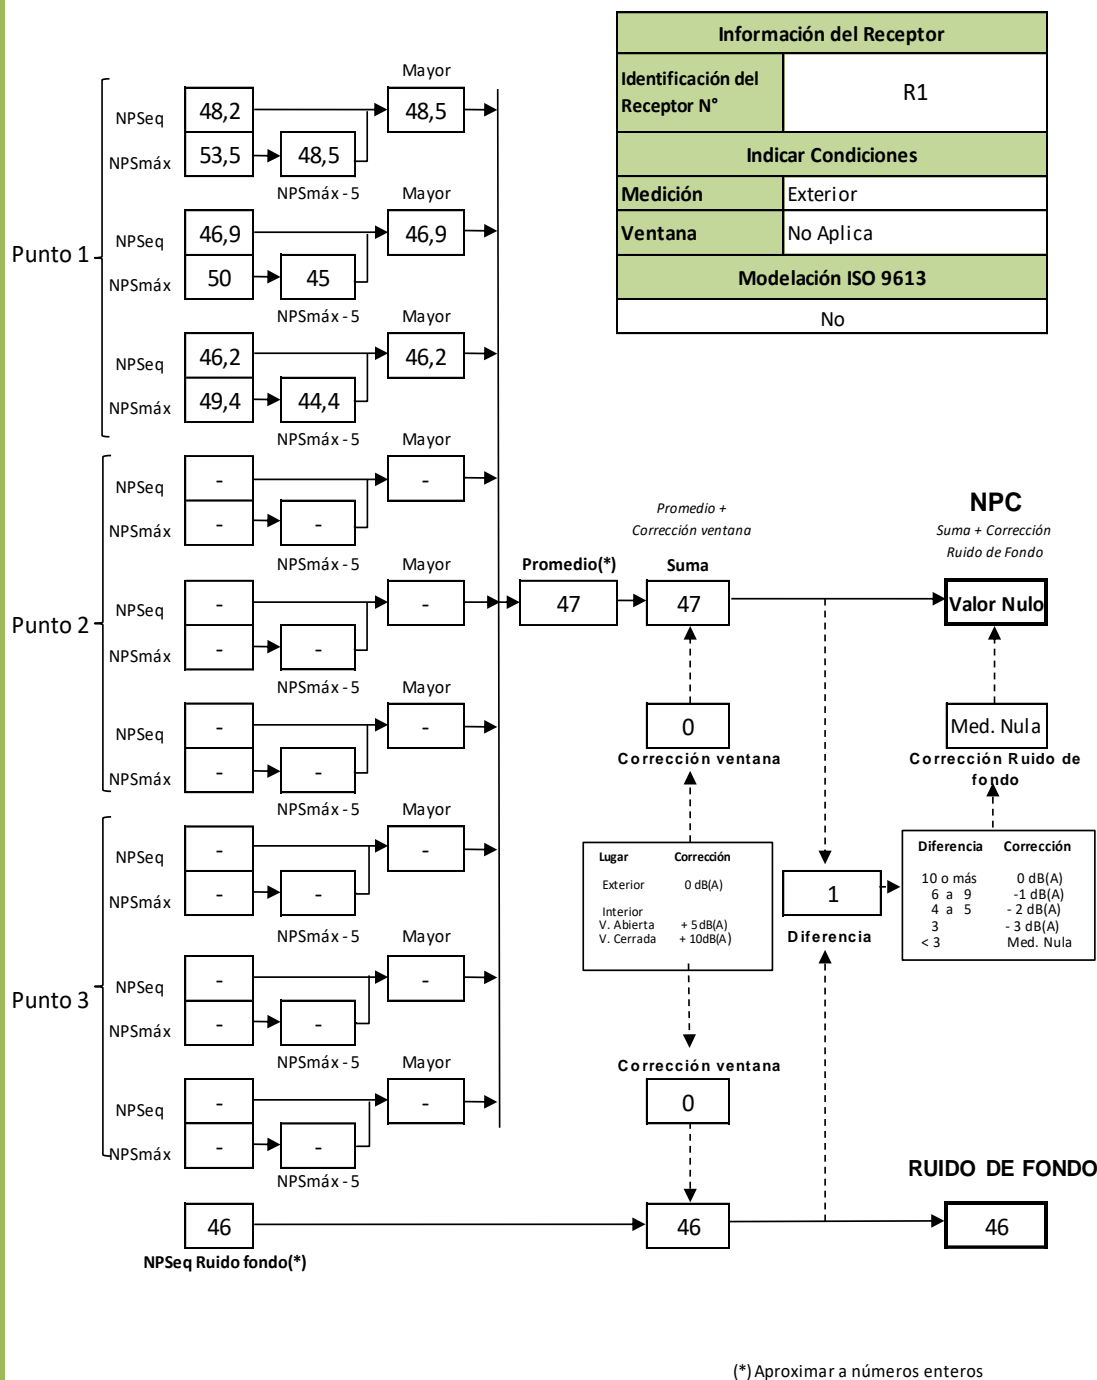 Información del Receptor
Identificación del
Receptor N°
R1
Indicar Condiciones
Medición
Exterior
Ventana
No Aplica
Modelación ISO 9613
No
Punto 1
Mayor
NPSeq
48,2
48,5
NPSmáx
53,5
48,5
NPSmáx - 5
Mayor
NPSeq
46,9
46,9
NPSmáx
50
45
NPSmáx - 5
Mayor
NPSeq
46,2
46,2
NPSmáx
49,4
44,4
NPSmáx - 5
Punto 2
Mayor
NPSeq
-
-
NPSmáx
-
-
NPSmáx - 5
Mayor
NPSeq
-
-
NPSmáx
-
-
NPSmáx - 5
Mayor
NPSeq
-
-
NPSmáx
-
-
NPSmáx - 5
Punto 3
Mayor
NPSeq
-
-
NPSmáx
-
-
NPSmáx - 5
Mayor
NPSeq
-
-
NPSmáx
-
-
NPSmáx - 5
Mayor
NPSeq
-
-
NPSmáx
-
-
NPSmáx - 5
Promedio(*)
47
Promedio +
Corrección ventana
Suma
47
0
Corrección ventana
Lugar Corrección
Exterior 0 dB(A)
Interior
V. Abierta + 5dB(A)
V. Cerrada + 10dB(A)
Corrección ventana
0
NPC
Suma + Corrección
Ruido de Fondo
Valor Nulo
Med. Nula
Corrección Ruido de
fondo
Diferencia Corrección
10 o más 0 dB(A)
6 a 9 -1 dB(A)
4 a 5 - 2 dB(A)
3 - 3 dB(A)
< 3 Med. Nula
1
Diferencia
RUIDO DE FONDO
46
46
46
NPSeq Ruido fondo(*)
(*) Aproximar a números enteros